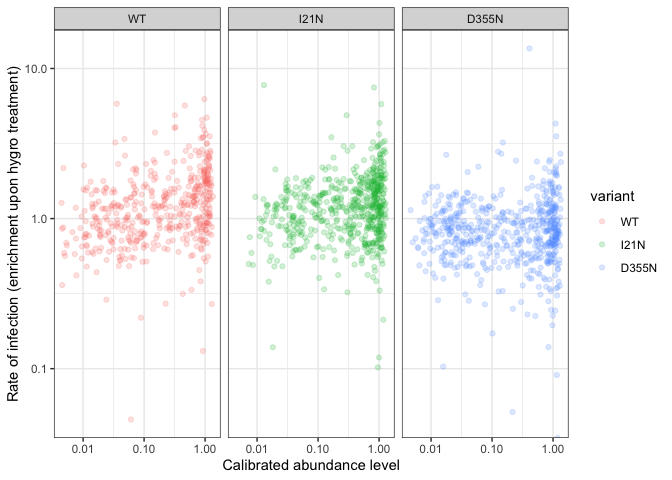 WT
I21N
D355N
Rate of infection (enrichment upon hygro treatment)
10.0
1.0
0.1
0.01
0.10
1.00
0.01
0.10
1.00
0.01
0.10
1.00
Calibrated abundance level
variant
WT
I21N
D355N